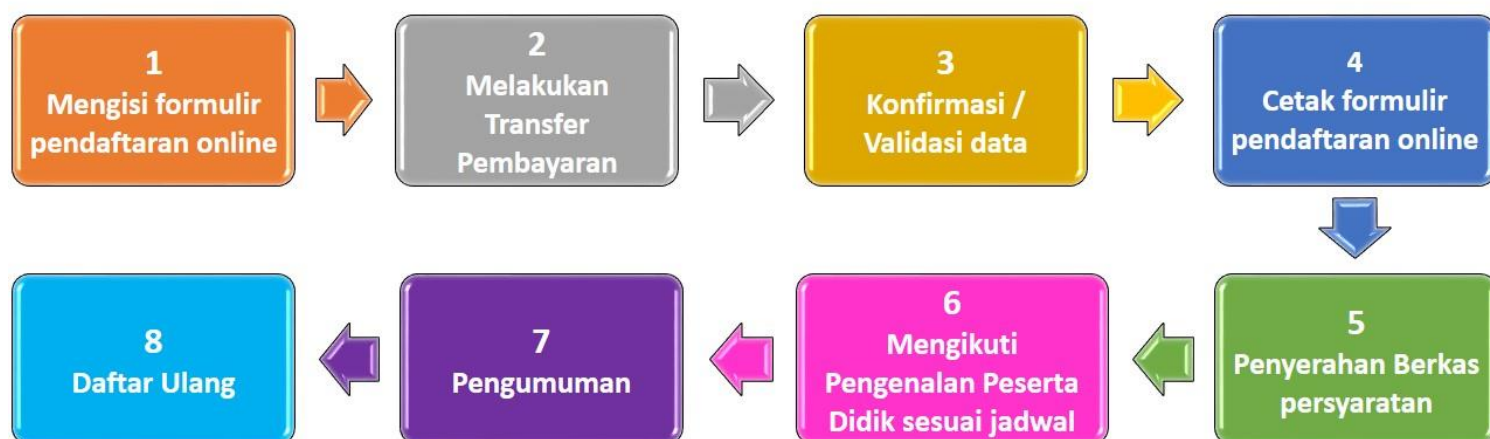 1
Mengisi formulir
pendaftaran online
2
Melakukan
Transfer
Pembayaran
3
Konfirmasi /
Validasi data
4
Cetak formulir
pendaftaran online
5
Penyerahan Berkas
persyaratan
6
Mengikuti
Pengenalan Peserta
Didik sesuai jadwal
7
Pengumuman
8
Daftar Ulang